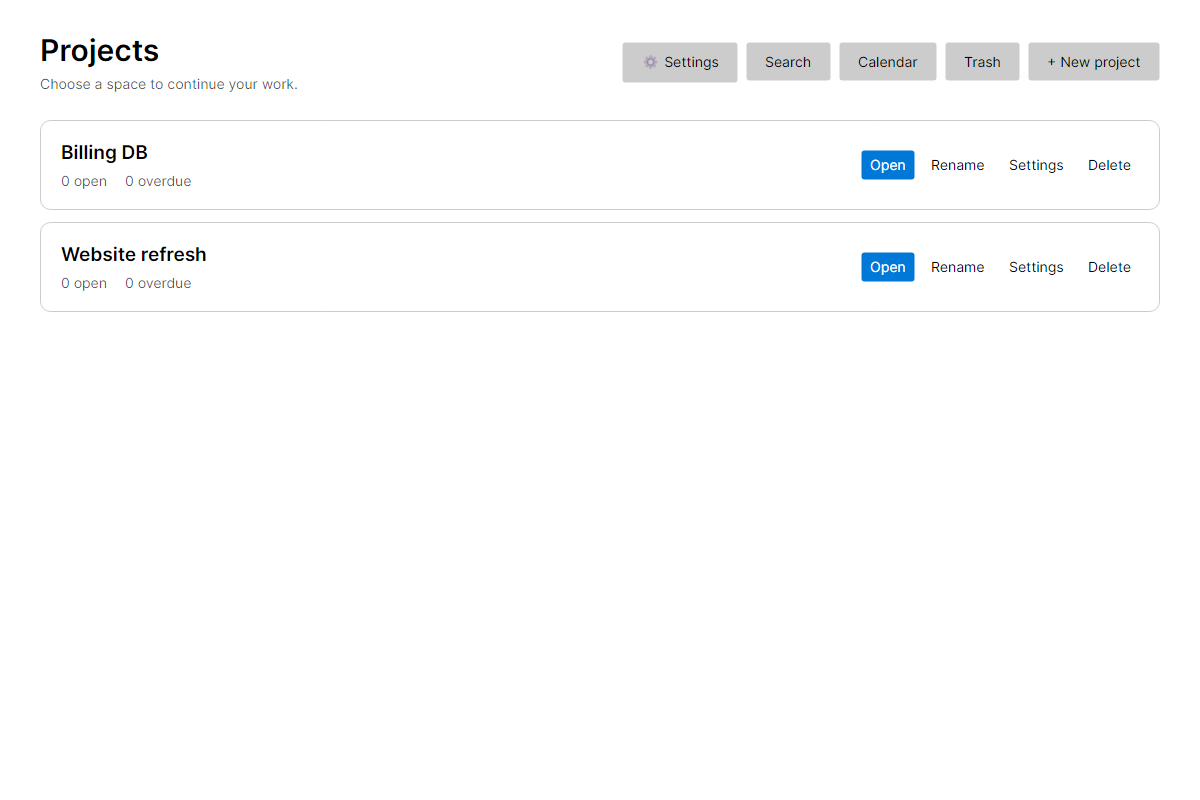 Projects
Choose a space to continue your work.
Settings Search Calendar Trash + New project
Billing DB
0 open 0 overdue
Open Rename Settings Delete
Website refresh
0 open 0 overdue
Open Rename Settings Delete